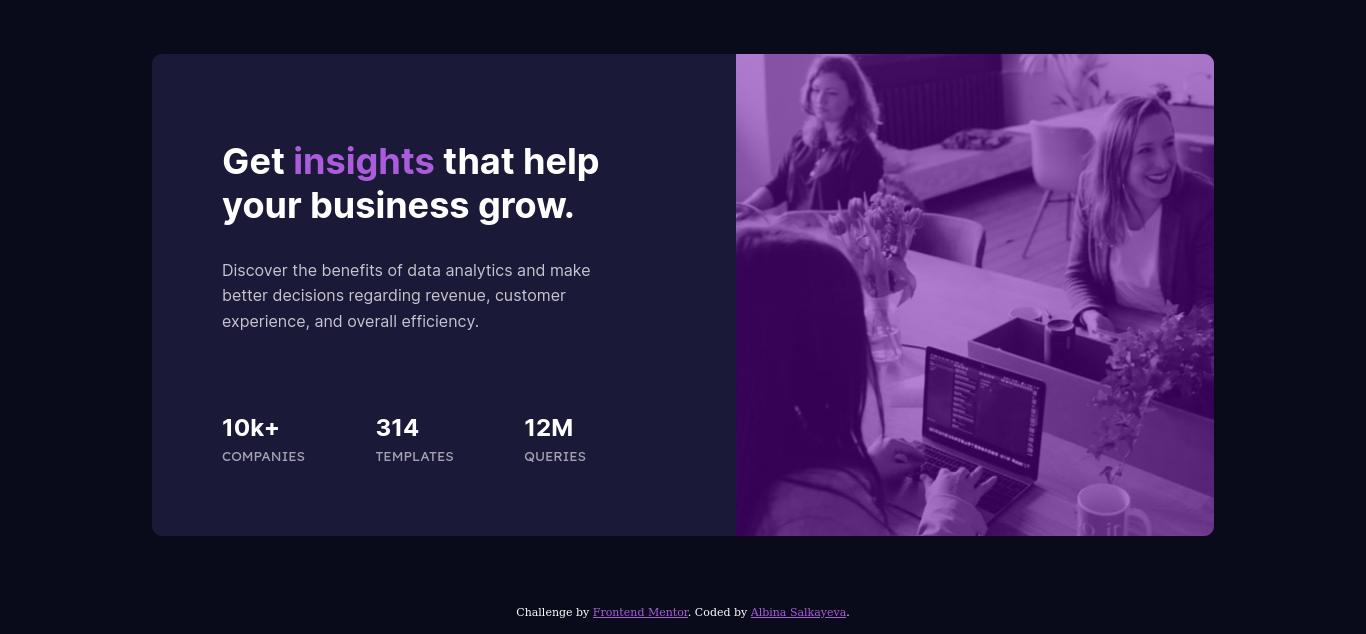 Get insights that help
your business grow.
Discover the benefits of data analytics and make
better decisions regarding revenue, customer
experience, and overall efficiency.
10k+ 314 12M
COMPANIES TEMPLATES QUERIES
Challenge by Frontend Mentor. Coded by Albina Salkayeva.